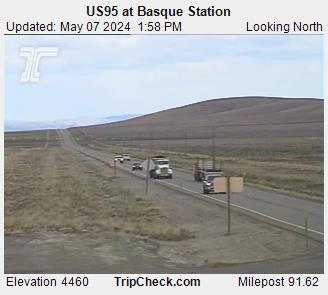 US95 at Basque Station
Updated: May 07 2024 1:58 PM Looking North
Elevation 4460 TripCheck.com Milepost 91.62